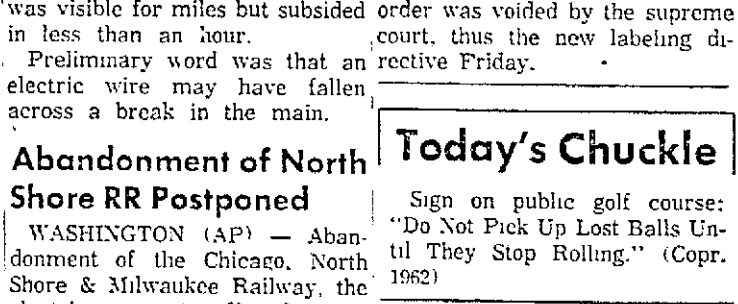 was visible for miles but subsided
in less than an hour.
Preliminary word was that an
electric wire may have fallen
across a break in the main.
Abandonment of North
Shore RR Postponed
WASHINGTON (AP) — Aban-
donment of the Chicago, North
Shore & Milwaukee Railway, the
order was voided by the supreme
court, thus the new labeling di-
rective Friday.
Today's Chuckle
Sign on public golf course:
"Do Not Pick Up Lost Balls Un-
til They Stop Rolling." (Copr.
1962)